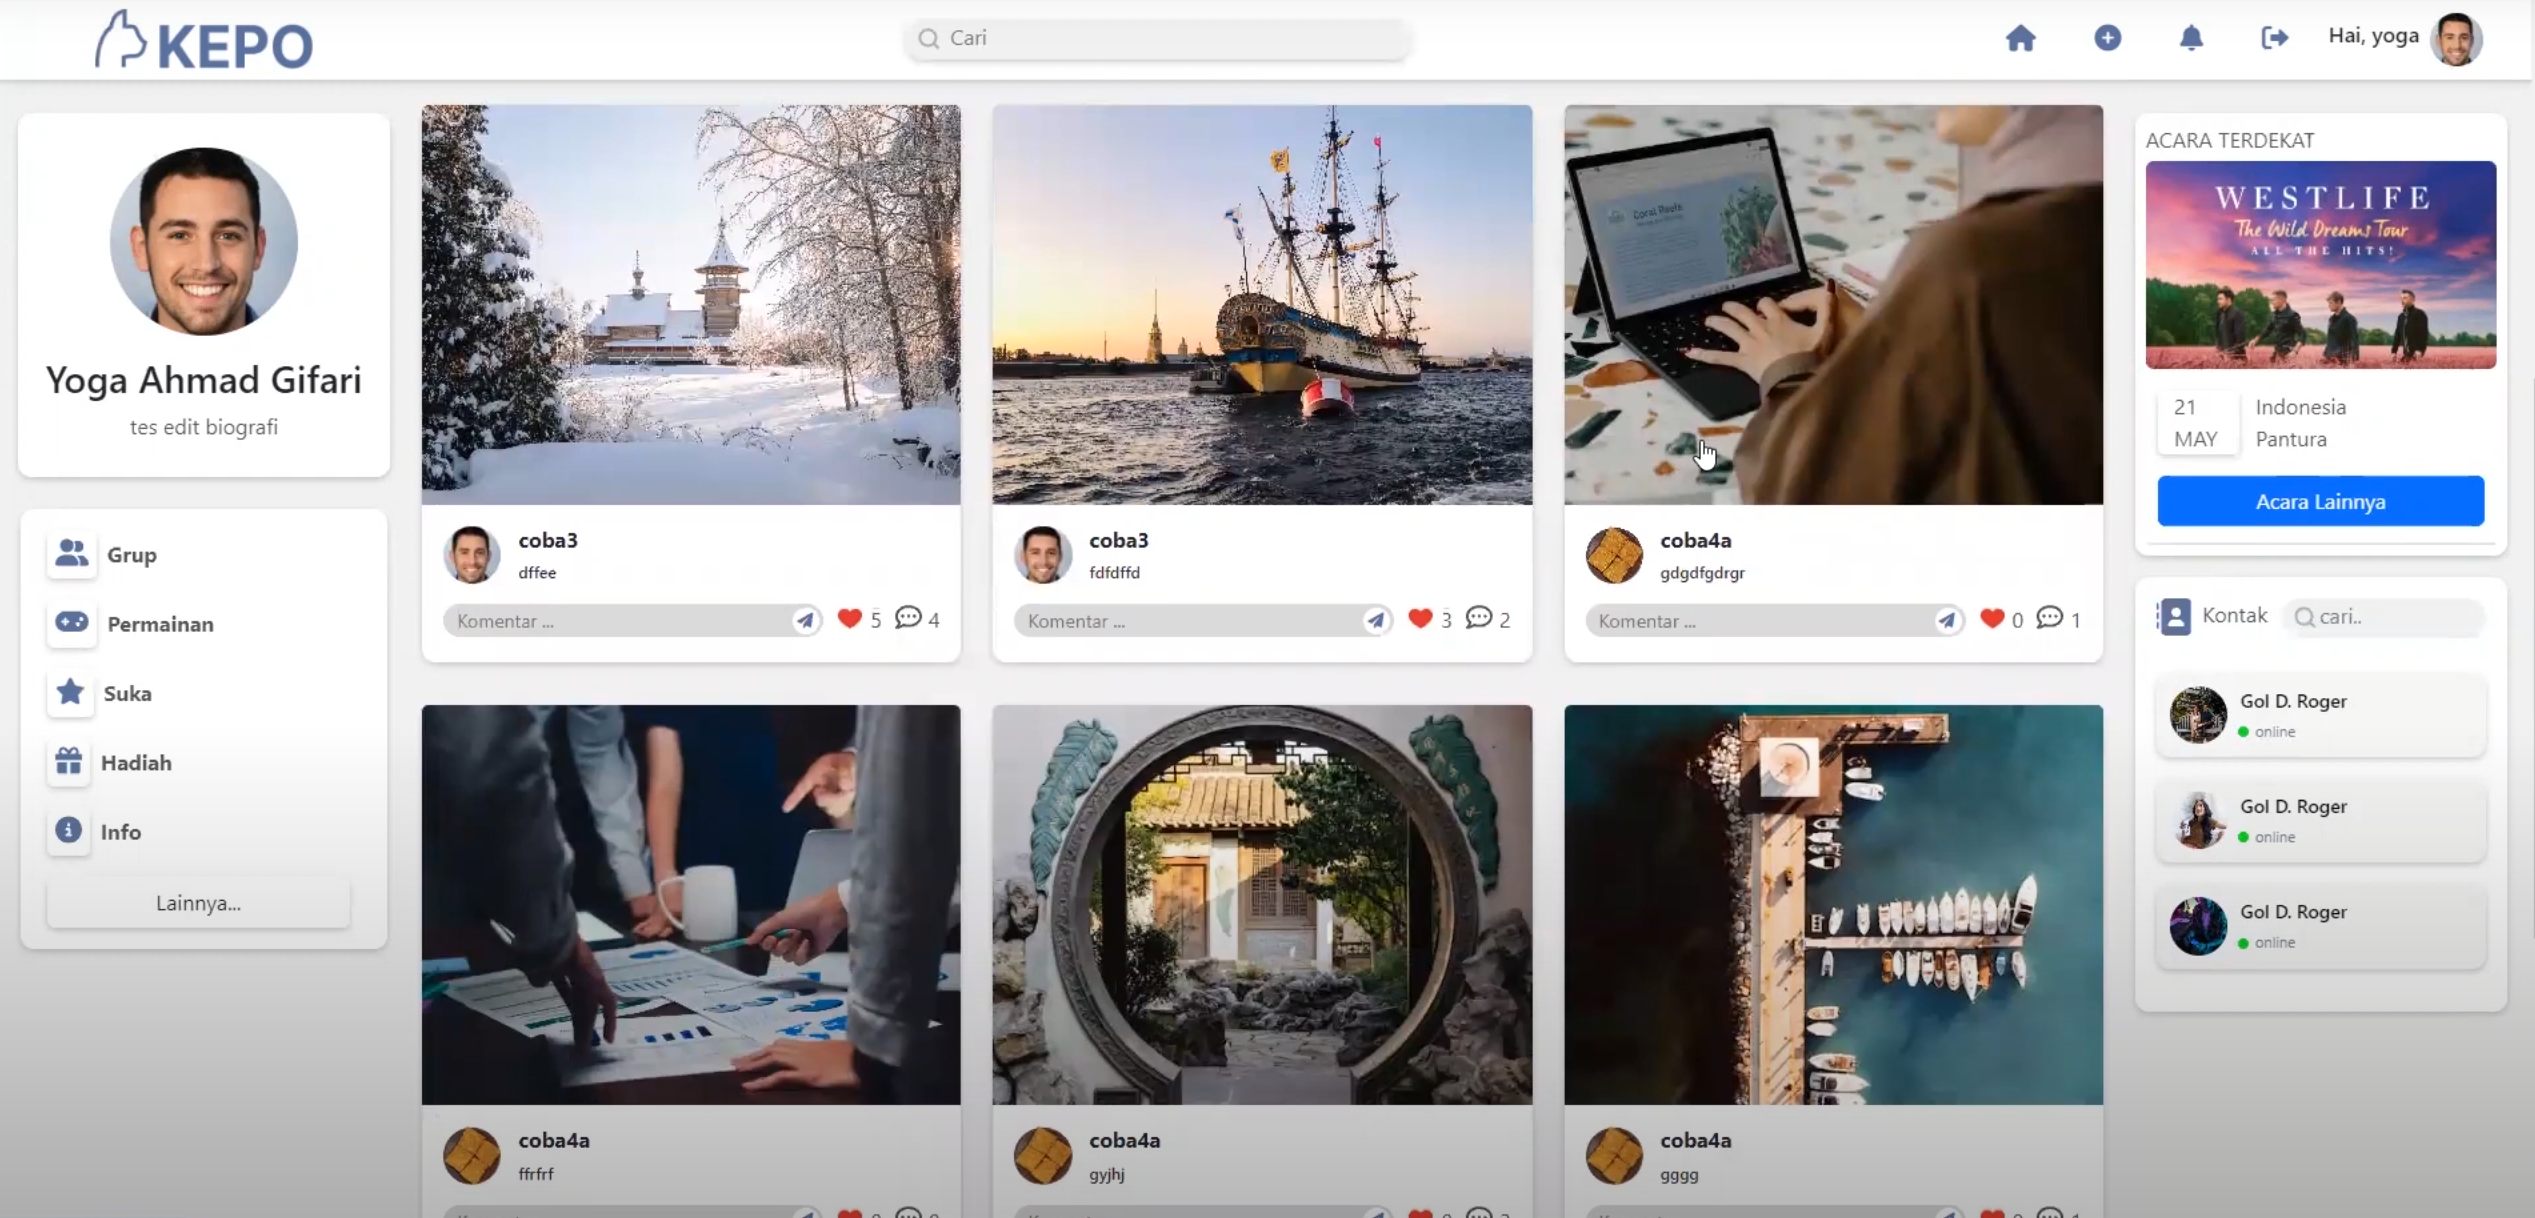 KEPO
Cari
Hai, yoga
Yoga Ahmad Gifari
tes edit biografi
Grup
Permainan
Suka
Hadiah
Info
Lainnya...
Coral Reefs
coba3
dffee
Komentar ...
5
4
coba3
fdfdffd
Komentar ...
3
2
coba4a
gdgdfgdrgr
Komentar ...
0
1
coba4a
ffrfrf
coba4a
gyjhj
coba4a
gggg
ACARA TERDEKAT
WESTLIFE
The Wild Dreams Tour
ALL THE HITS!
21
MAY
Indonesia
Pantura
Acara Lainnya
Kontak
cari..
Gol D. Roger
online
Gol D. Roger
online
Gol D. Roger
online